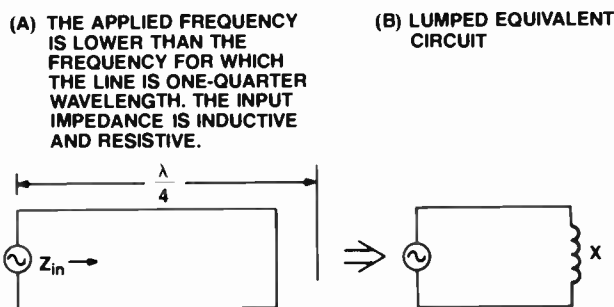 (A) THE APPLIED FREQUENCY
IS LOWER THAN THE
FREQUENCY FOR WHICH
THE LINE IS ONE-QUARTER
WAVELENGTH. THE INPUT
IMPEDANCE IS INDUCTIVE
AND RESISTIVE.
(B) LUMPED EQUIVALENT
CIRCUIT
λ
4
Zin
X